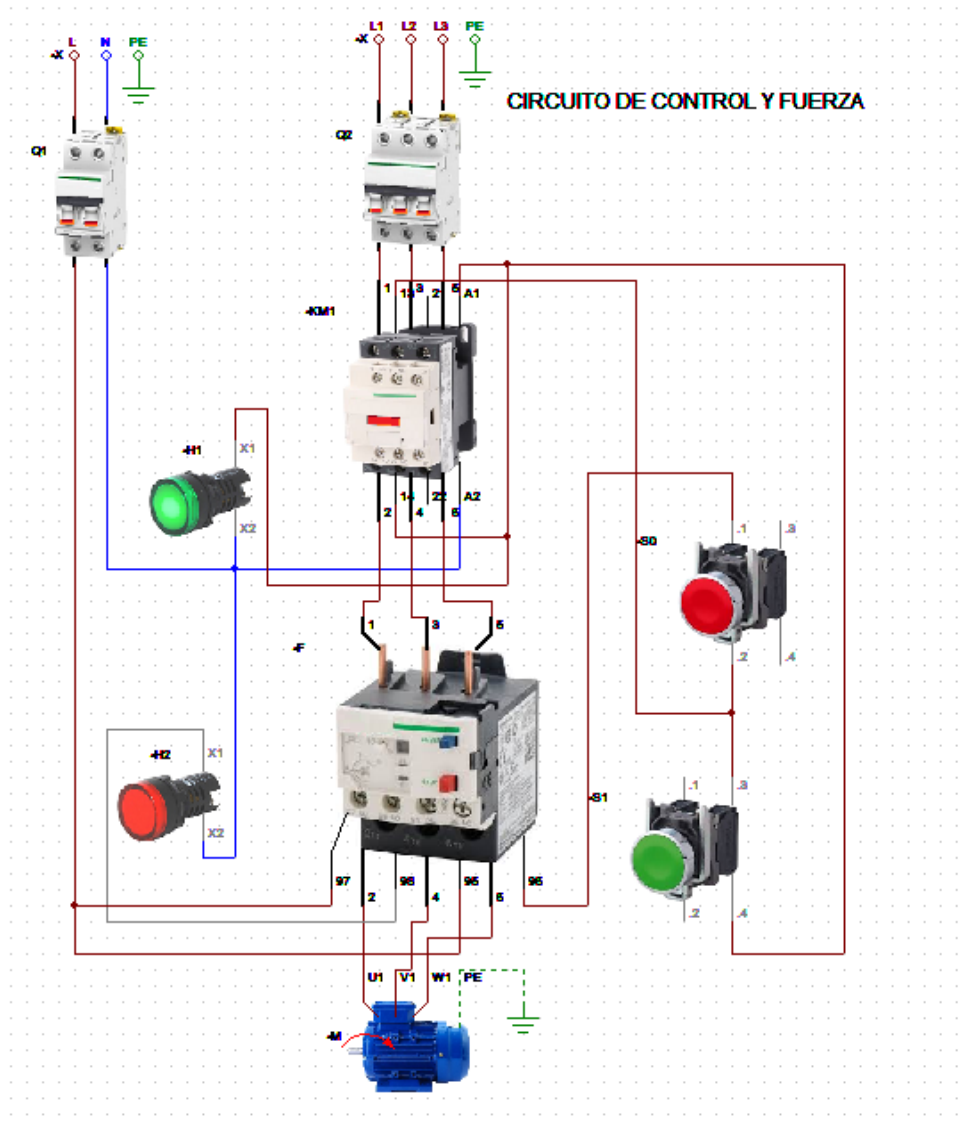 L N PE
-X
L1 L2 L3 PE
-X
CIRCUITO DE CONTROL Y FUERZA
Q1
Q2
1 13 3 21 5 A1
-KM1
-H1
X1
X2
14 22 A2
2 4 6
-S0
.1 .3
.2 .4
1 3 5
-F
-H2
X1
X2
-S1
.1 .3
.2 .4
97 98 95 96
2 4 6
U1 V1 W1 PE
-M